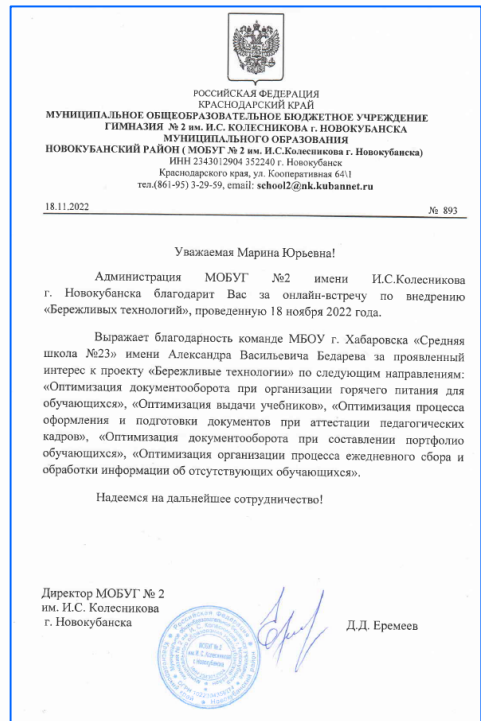 РОССИЙСКАЯ ФЕДЕРАЦИЯ
КРАСНОДАРСКИЙ КРАЙ
МУНИЦИПАЛЬНОЕ ОБЩЕОБРАЗОВАТЕЛЬНОЕ БЮДЖЕТНОЕ УЧРЕЖДЕНИЕ
ГИМНАЗИЯ № 2 им. И.С. КОЛЕСНИКОВА г. НОВОКУБАНСКА
МУНИЦИПАЛЬНОГО ОБРАЗОВАНИЯ
НОВОКУБАНСКИЙ РАЙОН ( МОБУГ № 2 им. И.С.Колесникова г. Новокубанска)
ИНН 2343012904 352240 г. Новокубанск
Краснодарского края, ул. Кооперативная 64\1
тел.(861-95) 3-29-59, email: school2@nk.kubannet.ru
18.11.2022 № 893
Уважаемая Марина Юрьевна!
Администрация МОБУГ №2 имени И.С.Колесникова
г. Новокубанска благодарит Вас за онлайн-встречу по внедрению
«Бережливых технологий», проведенную 18 ноября 2022 года.
Выражает благодарность команде МБОУ г. Хабаровска «Средняя
школа №23» имени Александра Васильевича Бедарева за проявленный
интерес к проекту «Бережливые технологии» по следующим направлениям:
«Оптимизация документооборота при организации горячего питания для
обучающихся», «Оптимизация выдачи учебников», «Оптимизация процесса
оформления и подготовки документов при аттестации педагогических
кадров», «Оптимизация документооборота при составлении портфолио
обучающихся», «Оптимизация организации процесса ежедневного сбора и
обработки информации об отсутствующих обучающихся».
Надеемся на дальнейшее сотрудничество!
Директор МОБУГ № 2
им. И.С. Колесникова
г. Новокубанска Д.Д. Еремеев
МОБУГ № 2
им. И.С. Колесникова
г. Новокубанска